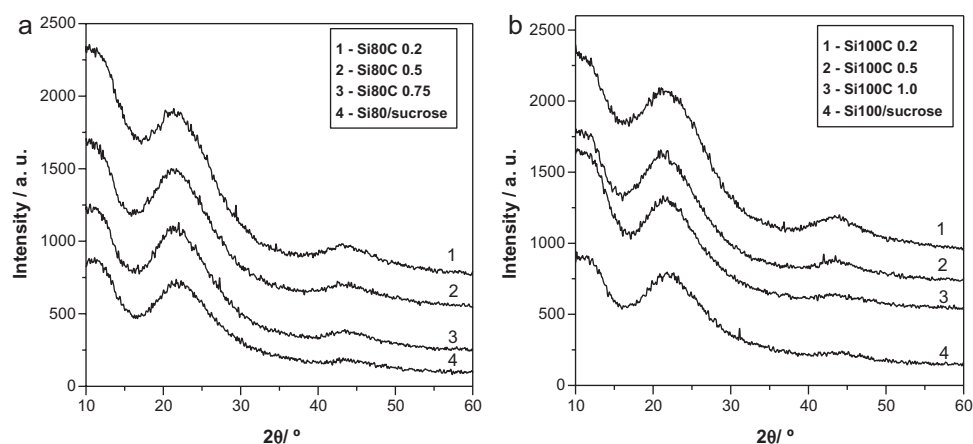 a
2500
2000
1500
1000
500
0
10 20 30 40 50 60
Intensity / a. u.
2θ/ º
1 - Si80C 0.2
2 - Si80C 0.5
3 - Si80C 0.75
4 - Si80/sucrose
1
2
3
4
b
2500
2000
1500
1000
500
0
10 20 30 40 50 60
Intensity / a. u.
2θ/ º
1 - Si100C 0.2
2 - Si100C 0.5
3 - Si100C 1.0
4 - Si100/sucrose
1
2
3
4